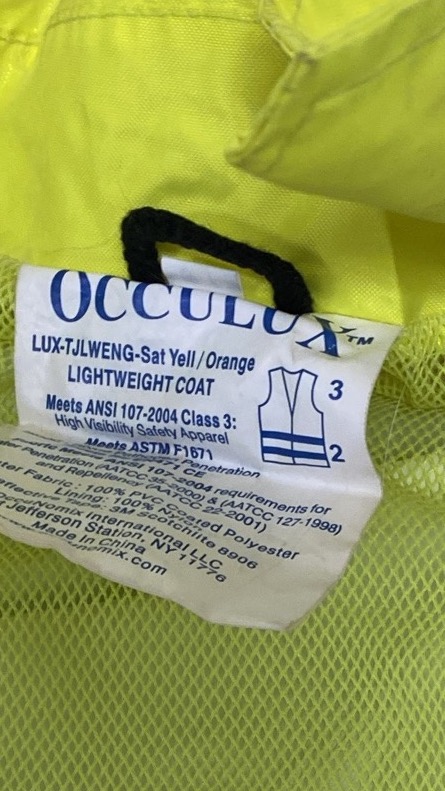 OCCULUX™
LUX-TJLWENG-Sat Yell/Orange
LIGHTWEIGHT COAT
Meets ANSI 107-2004 Class 3:
High Visibility Safety Apparel
Meets ASTM F1671
3
2
Penetration
CE
2004 requirements for
Penetration (AATCC 35-2000) & (AATCC 127-1998)
and Repellency (AATCC 22-2001)
Fabric: 100% PVC Coated Polyester
Lining: 100%
3M Scotchlite 8906
International LLC
Jefferson Station, NY 11776
Made In China